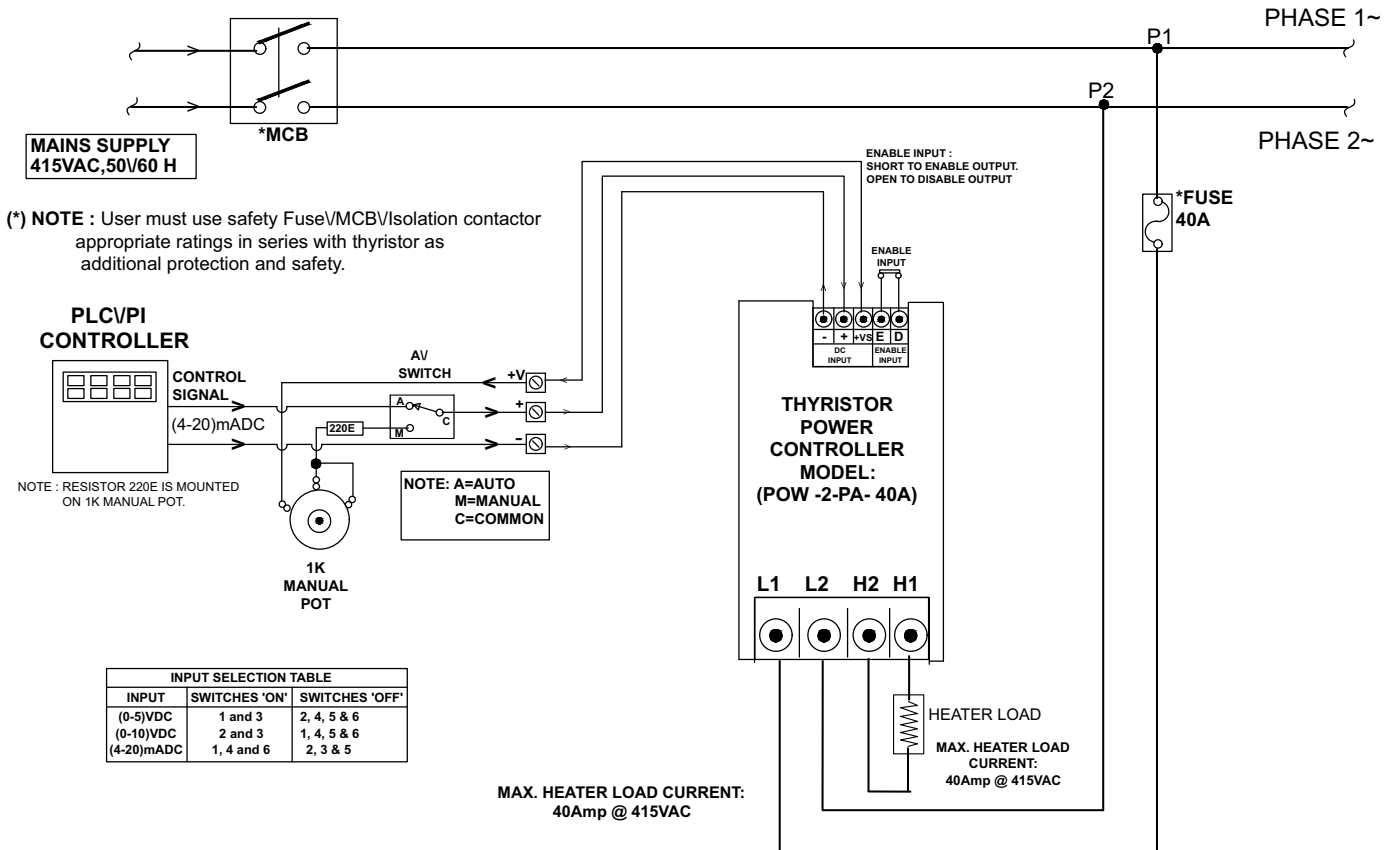 PHASE 1~
P1
P2
PHASE 2~
*MCB
MAINS SUPPLY
415VAC,50\/60 H
(*) NOTE : User must use safety Fuse\/MCB\/Isolation contactor
appropriate ratings in series with thyristor as
additional protection and safety.
ENABLE INPUT :
SHORT TO ENABLE OUTPUT.
OPEN TO DISABLE OUTPUT
*FUSE
40A
ENABLE
INPUT
- + +VS E D
DC
INPUT
ENABLE
INPUT
PLC\/PI
CONTROLLER
CONTROL
SIGNAL
(4-20)mADC
A\/
SWITCH
A
C
M
220E
+V
+
-
NOTE : RESISTOR 220E IS MOUNTED
ON 1K MANUAL POT.
NOTE: A=AUTO
M=MANUAL
C=COMMON
1K
MANUAL
POT
THYRISTOR
POWER
CONTROLLER
MODEL:
(POW -2-PA- 40A)
L1 L2 H2 H1
HEATER LOAD
MAX. HEATER LOAD
CURRENT:
40Amp @ 415VAC
MAX. HEATER LOAD CURRENT:
40Amp @ 415VAC
INPUT SELECTION TABLE
INPUT SWITCHES 'ON' SWITCHES 'OFF'
(0-5)VDC 1 and 3 2, 4, 5 & 6
(0-10)VDC 2 and 3 1, 4, 5 & 6
(4-20)mADC 1, 4 and 6 2, 3 & 5